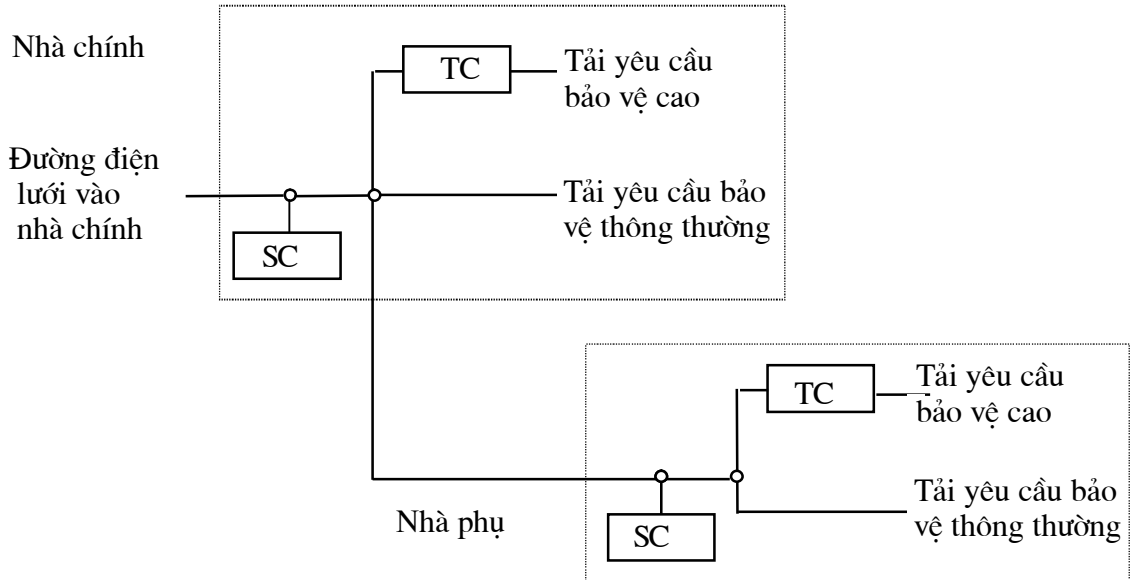 Nhà chính
TC
Tải yêu cầu
bảo vệ cao
Đường điện
lưới vào
nhà chính
Tải yêu cầu bảo
vệ thông thường
SC
TC
Tải yêu cầu
bảo vệ cao
Nhà phụ
SC
Tải yêu cầu bảo
vệ thông thường